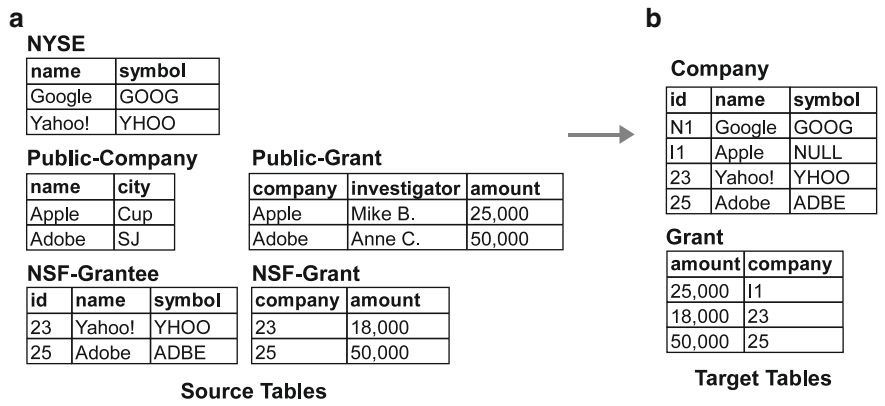 a
NYSE
name symbol
Google GOOG
Yahoo! YHOO
Public-Company
name city
Apple Cup
Adobe SJ
Public-Grant
company investigator amount
Apple Mike B. 25,000
Adobe Anne C. 50,000
NSF-Grantee
id name symbol
23 Yahoo! YHOO
25 Adobe ADBE
NSF-Grant
company amount
23 18,000
25 50,000
Source Tables
b
Company
id name symbol
N1 Google GOOG
I1 Apple NULL
23 Yahoo! YHOO
25 Adobe ADBE
Grant
amount company
25,000 I1
18,000 23
50,000 25
Target Tables